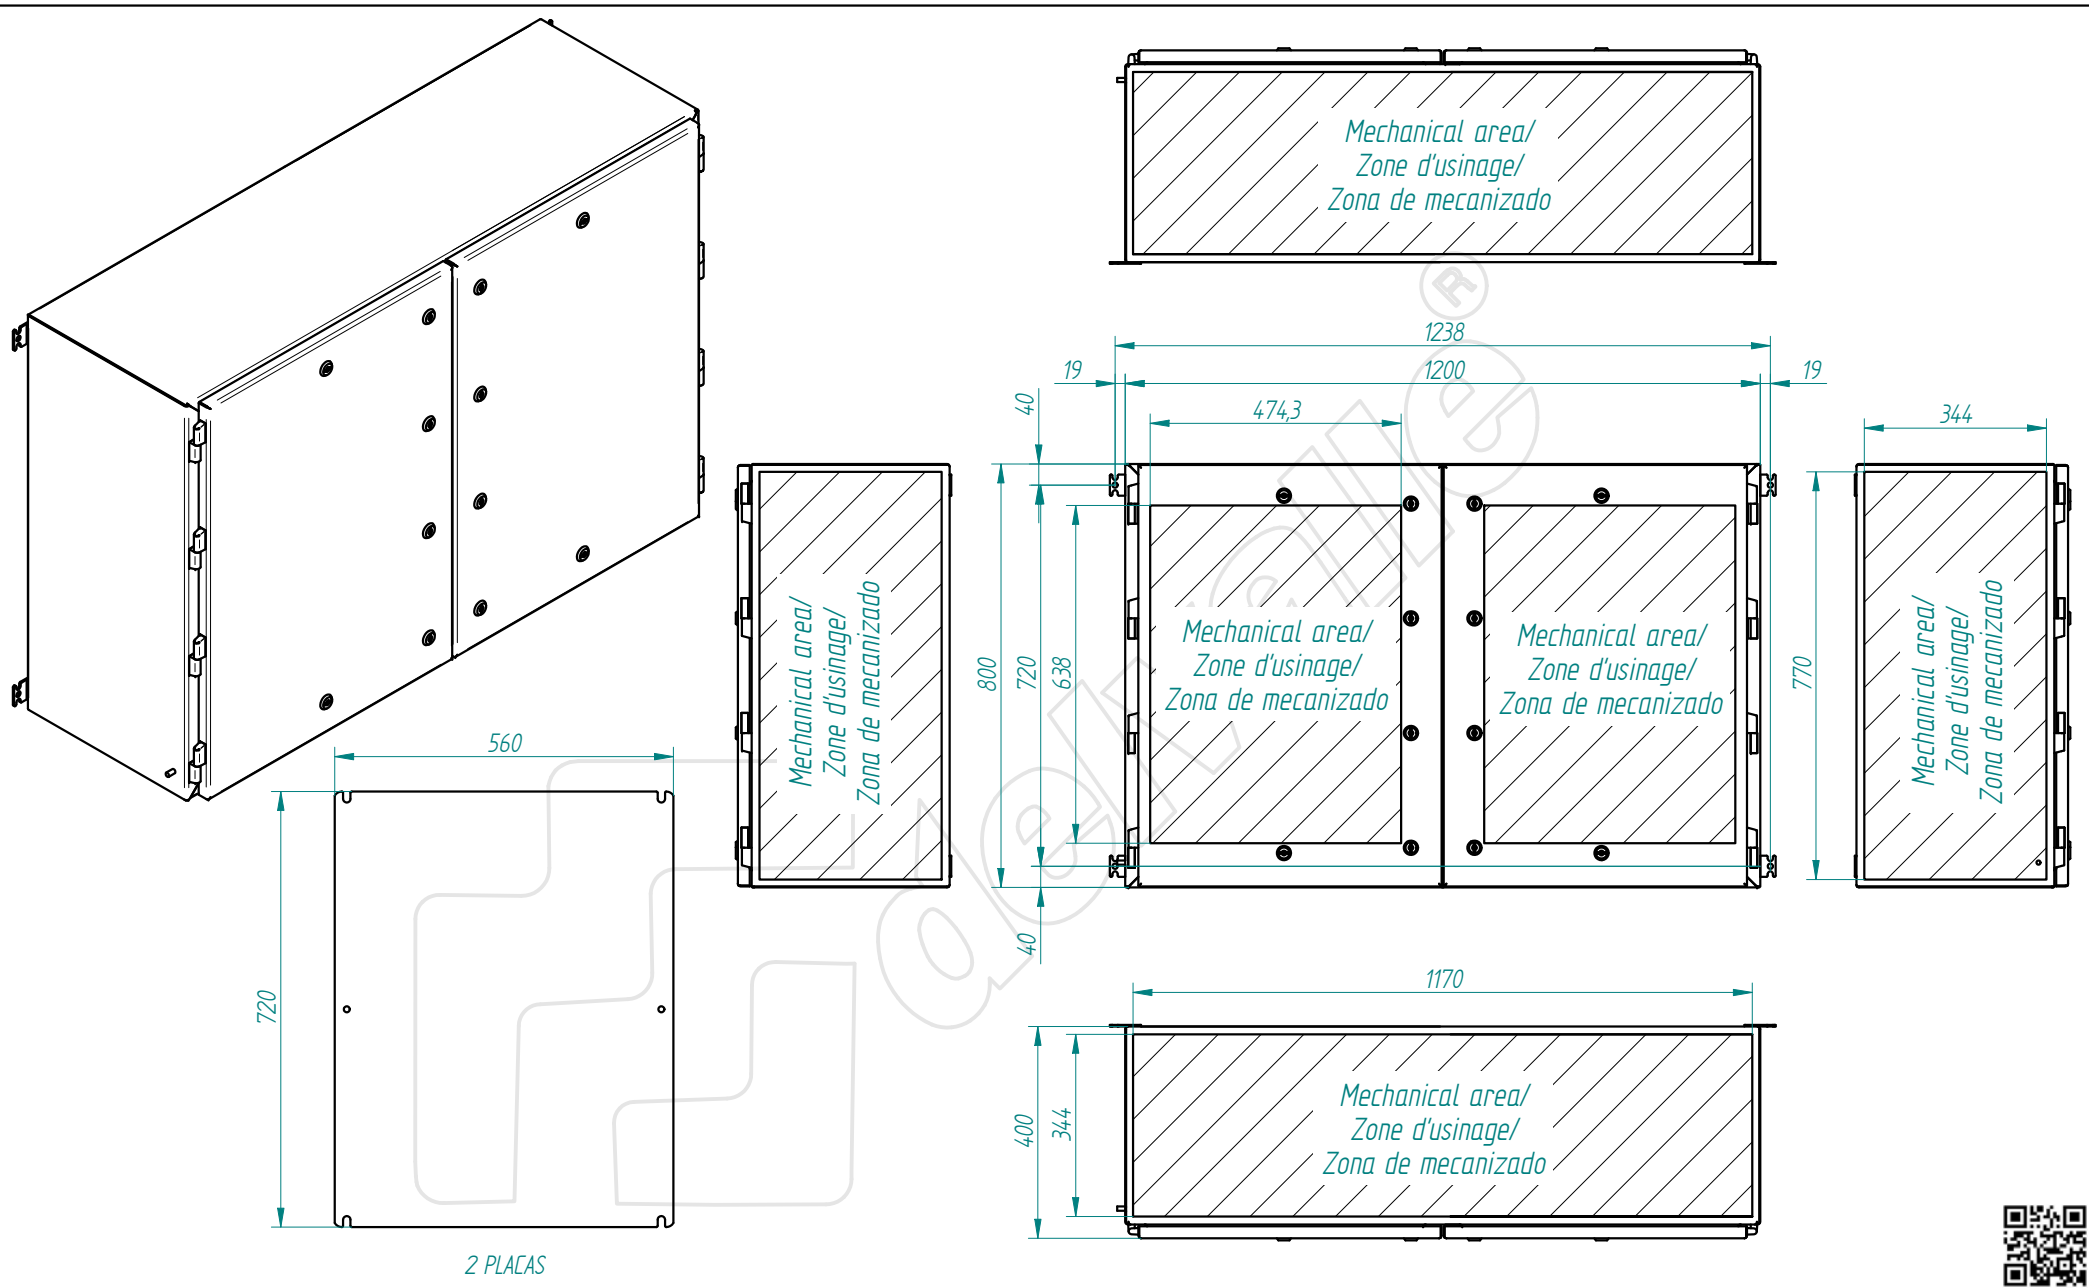 Mechanical area/
Zone d'usinage/
Zona de mecanizado
1238
19
1200
19
40
474,3
344
800
720
638
770
Mechanical area/
Zone d'usinage/
Zona de mecanizado
Mechanical area/
Zone d'usinage/
Zona de mecanizado
Mechanical area/
Zone d'usinage/
Zona de mecanizado
Mechanical area/
Zone d'usinage/
Zona de mecanizado
40
560
720
2 PLACAS
1170
400
344
Mechanical area/
Zone d'usinage/
Zona de mecanizado
delvalle®